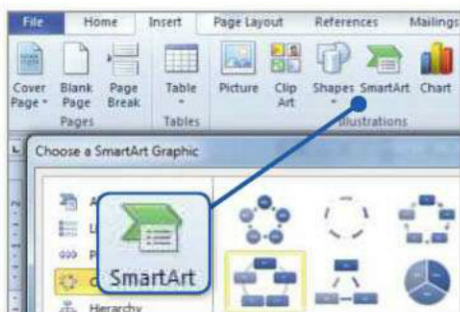 File Home Insert Page Layout References Mailings
Cover Page Blank Page Page Break Table Picture Clip Art Shapes SmartArt Chart
Pages Tables Illustrations
Choose a SmartArt Graphic
SmartArt
Hierarchy